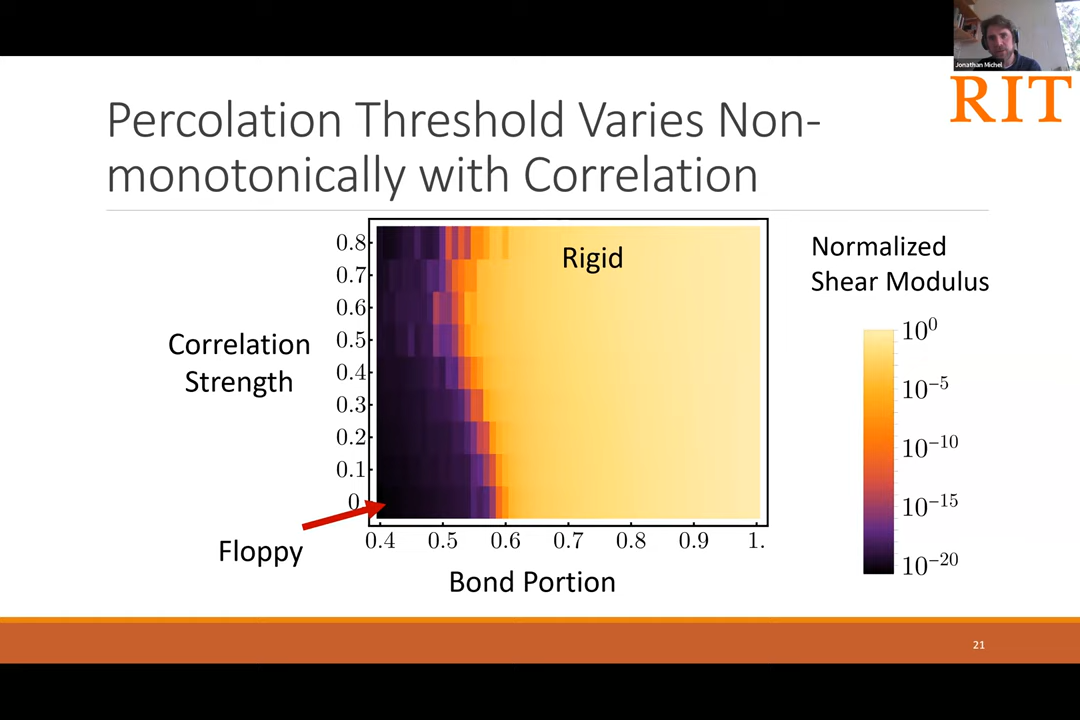 Jonathan Michel
RIT
Percolation Threshold Varies Non-
monotonically with Correlation
Correlation
Strength
0.8
0.7
0.6
0.5
0.4
0.3
0.2
0.1
0
Rigid
Floppy
0.4 0.5 0.6 0.7 0.8 0.9 1.
Bond Portion
Normalized
Shear Modulus
10⁰
10⁻⁵
10⁻¹⁰
10⁻¹⁵
10⁻²⁰
21